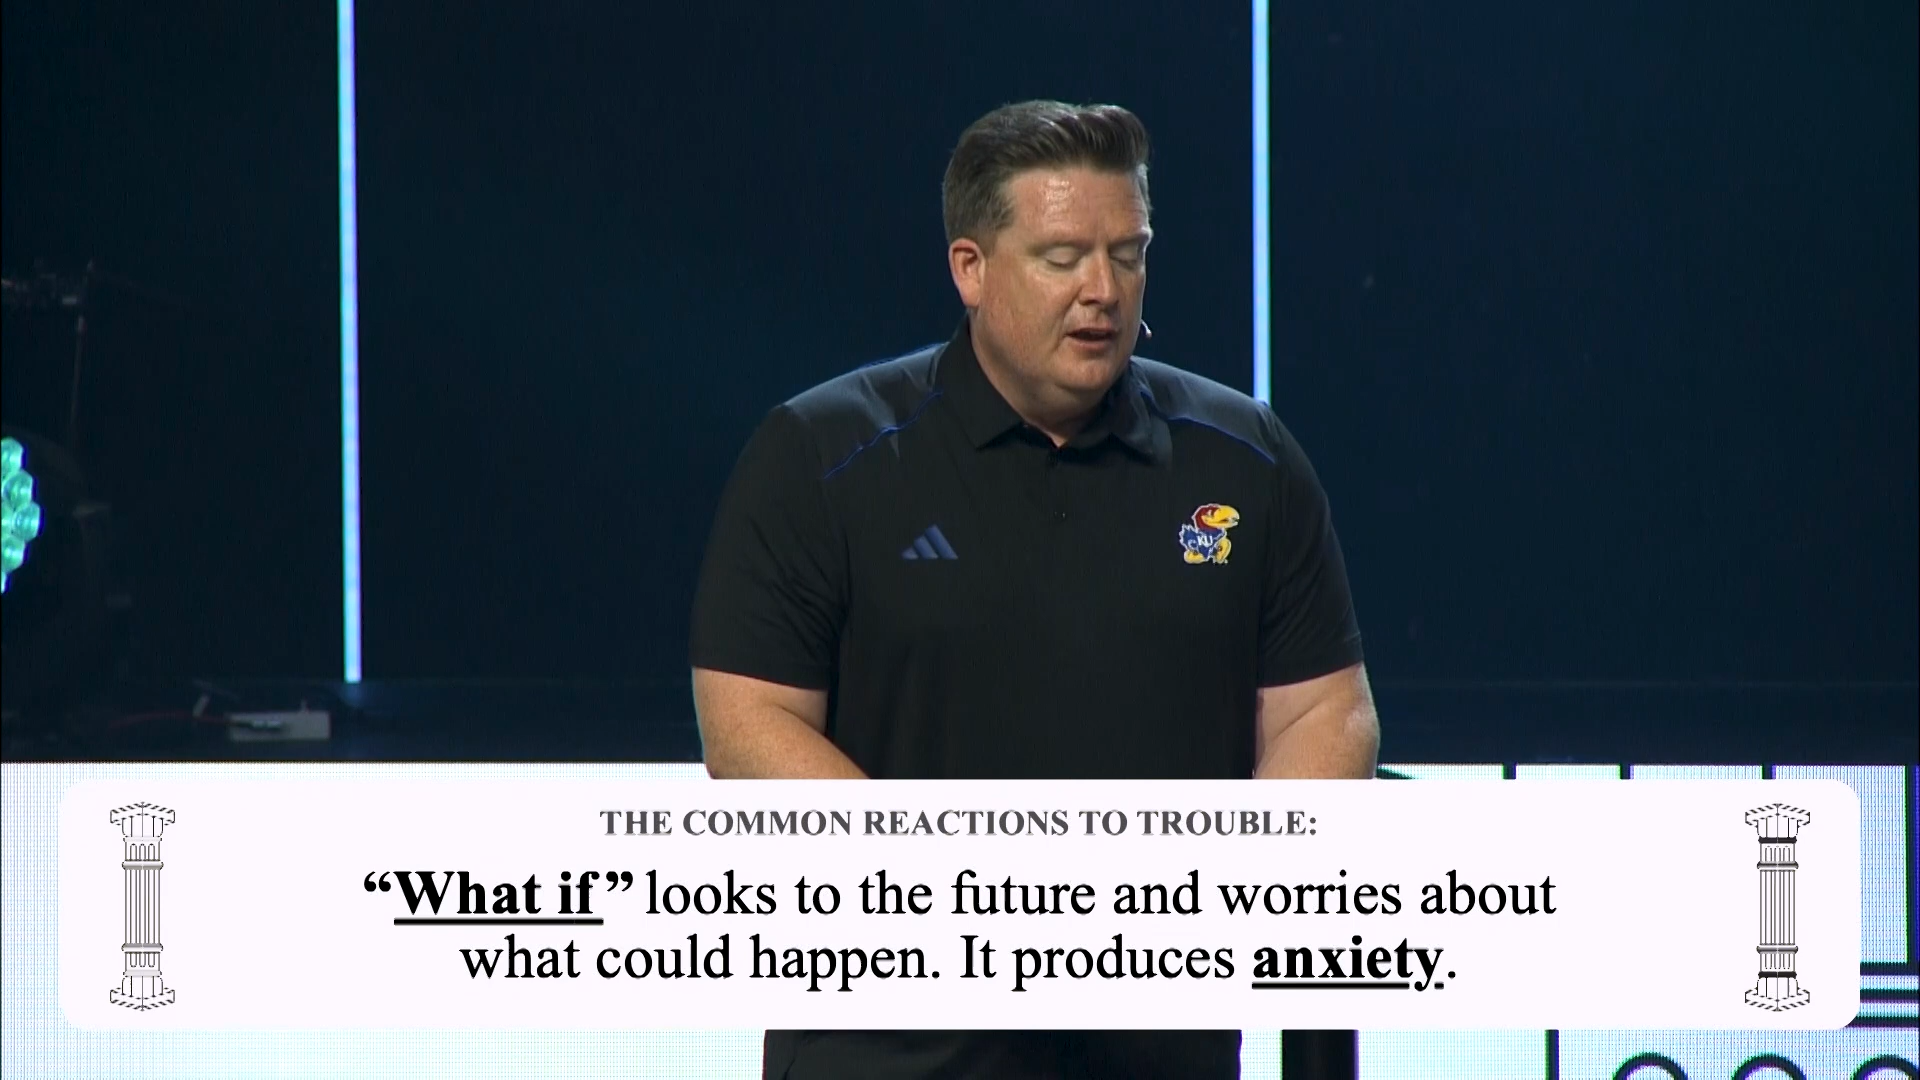 KU
THE COMMON REACTIONS TO TROUBLE:
“What if” looks to the future and worries about
what could happen. It produces anxiety.